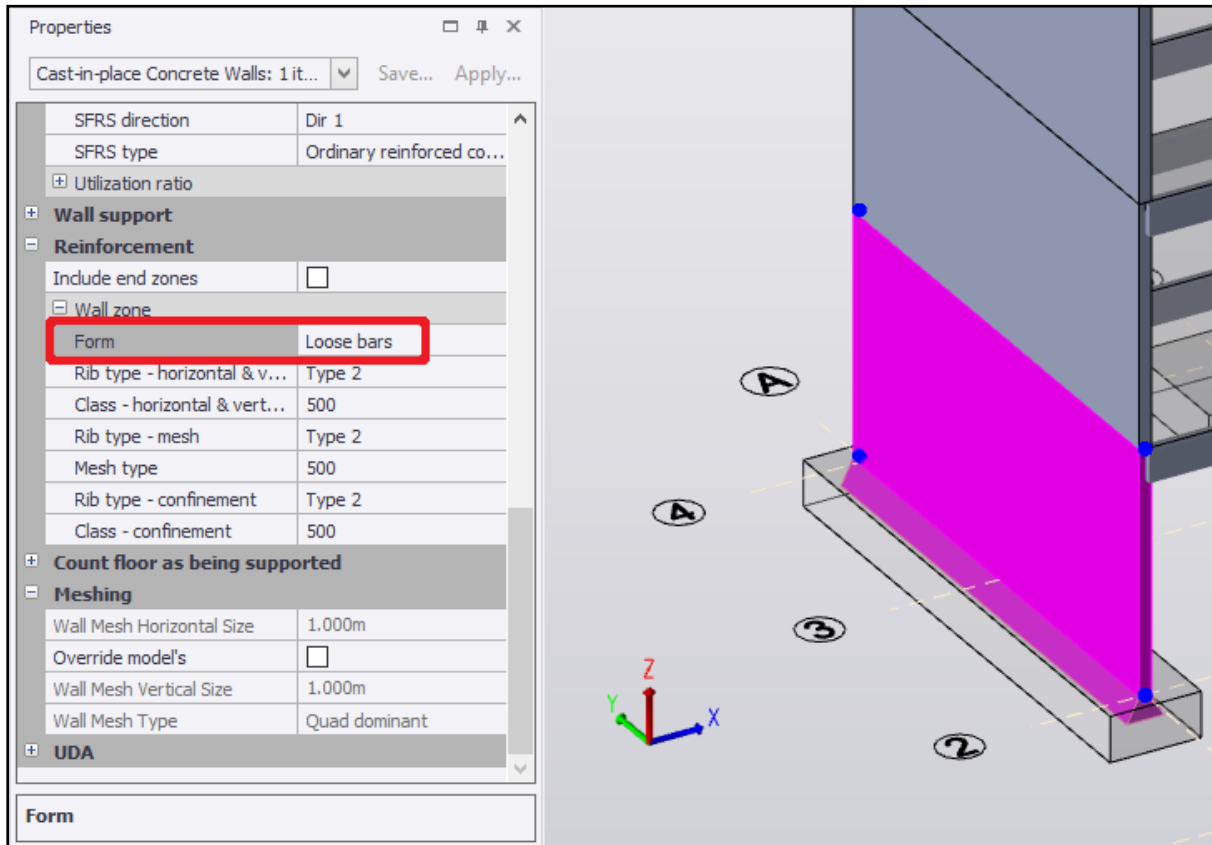 Properties
Cast-in-place Concrete Walls: 1 it...
Save... Apply...
SFRS direction Dir 1
SFRS type Ordinary reinforced co...
Utilization ratio
Wall support
Reinforcement
Include end zones
Wall zone
Form Loose bars
Rib type - horizontal & v... Type 2
Class - horizontal & vert... 500
Rib type - mesh Type 2
Mesh type 500
Rib type - confinement Type 2
Class - confinement 500
Count floor as being supported
Meshing
Wall Mesh Horizontal Size 1.000m
Override model's
Wall Mesh Vertical Size 1.000m
Wall Mesh Type Quad dominant
UDA
Form
A
4
3
2
Z
Y
X